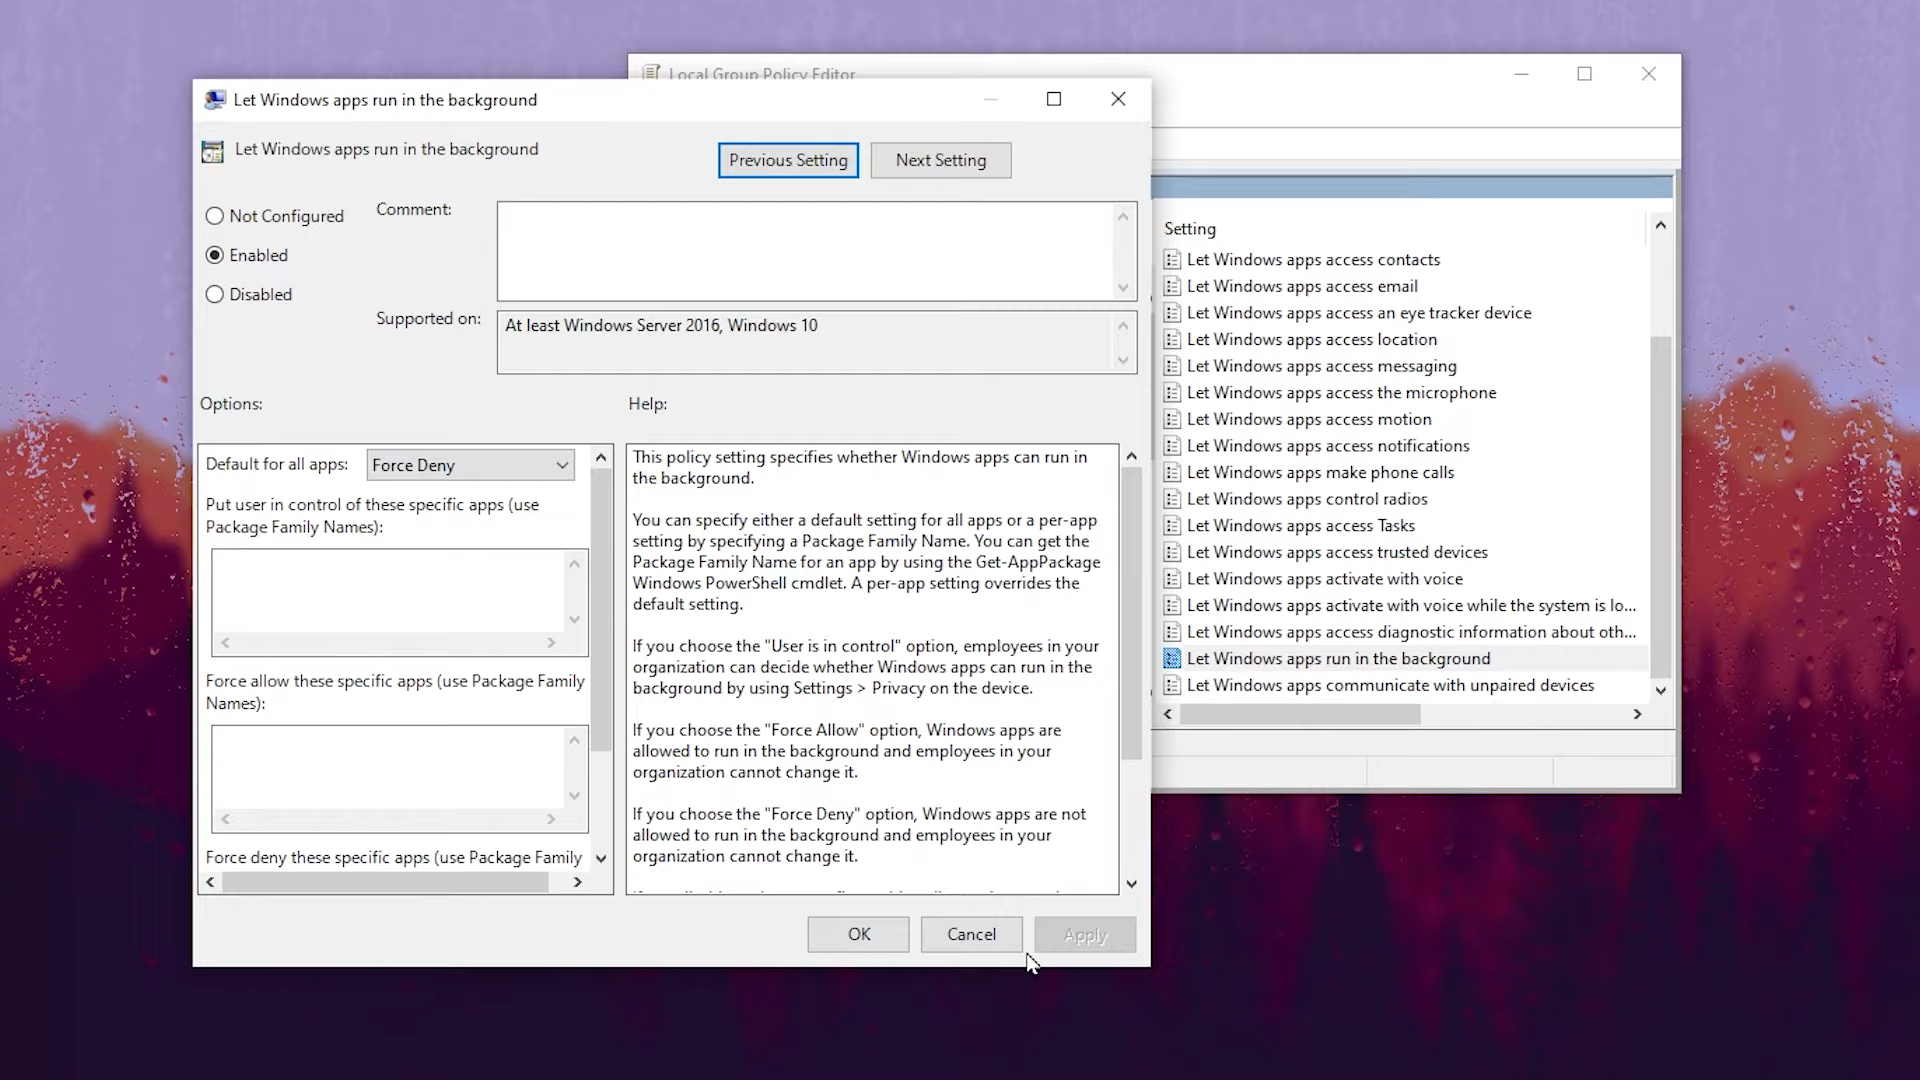 Local Group Policy Editor
Let Windows apps run in the background
Let Windows apps run in the background
Previous Setting
Next Setting
Not Configured
Enabled
Disabled
Comment:
Supported on:
At least Windows Server 2016, Windows 10
Options:
Help:
Default for all apps:
Force Deny
Put user in control of these specific apps (use
Package Family Names):
Force allow these specific apps (use Package Family
Names):
Force deny these specific apps (use Package Family
This policy setting specifies whether Windows apps can run in
the background.
You can specify either a default setting for all apps or a per-app
setting by specifying a Package Family Name. You can get the
Package Family Name for an app by using the Get-AppPackage
Windows PowerShell cmdlet. A per-app setting overrides the
default setting.
If you choose the "User is in control" option, employees in your
organization can decide whether Windows apps can run in the
background by using Settings > Privacy on the device.
If you choose the "Force Allow" option, Windows apps are
allowed to run in the background and employees in your
organization cannot change it.
If you choose the "Force Deny" option, Windows apps are not
allowed to run in the background and employees in your
organization cannot change it.
OK
Cancel
Apply
Setting
Let Windows apps access contacts
Let Windows apps access email
Let Windows apps access an eye tracker device
Let Windows apps access location
Let Windows apps access messaging
Let Windows apps access the microphone
Let Windows apps access motion
Let Windows apps access notifications
Let Windows apps make phone calls
Let Windows apps control radios
Let Windows apps access Tasks
Let Windows apps access trusted devices
Let Windows apps activate with voice
Let Windows apps activate with voice while the system is lo...
Let Windows apps access diagnostic information about oth...
Let Windows apps run in the background
Let Windows apps communicate with unpaired devices